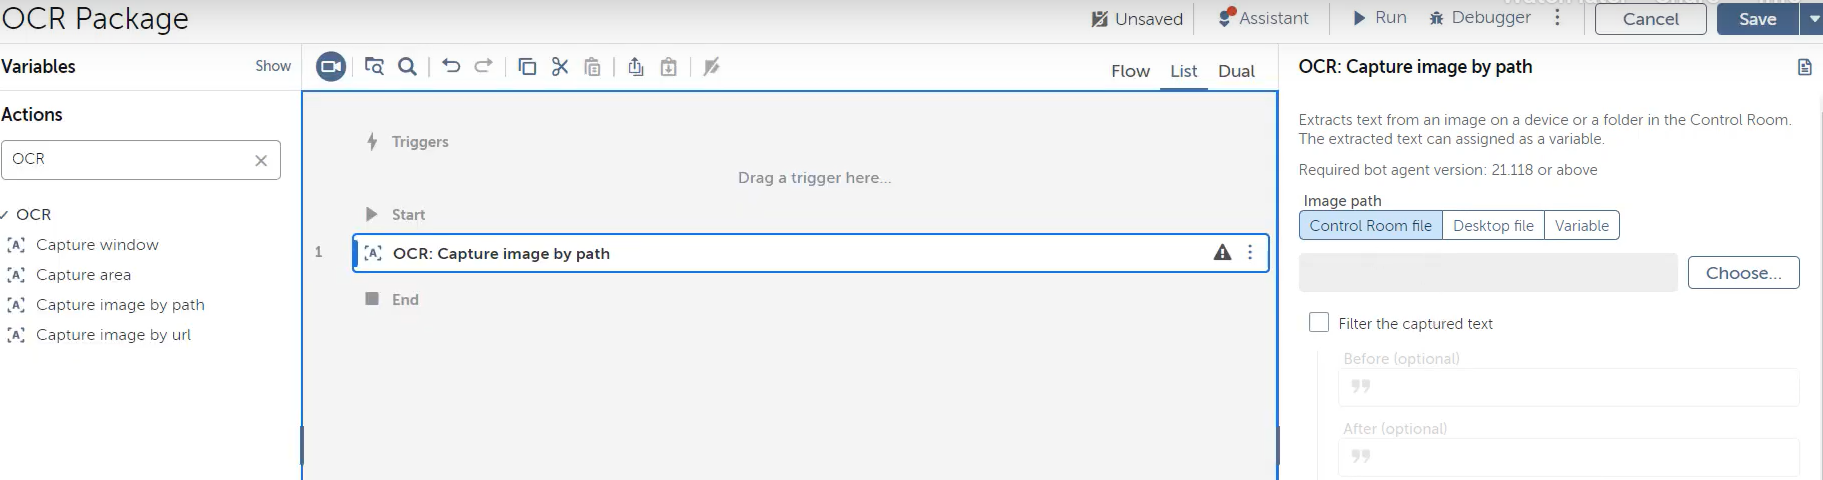 OCR Package
Unsaved
Assistant
Run
Debugger
Cancel
Save
Variables
Show
Actions
OCR
OCR
Capture window
Capture area
Capture image by path
Capture image by url
Flow
List
Dual
Triggers
Drag a trigger here...
Start
1
OCR: Capture image by path
End
OCR: Capture image by path
Extracts text from an image on a device or a folder in the Control Room.
The extracted text can assigned as a variable.
Required bot agent version: 21.118 or above
Image path
Control Room file
Desktop file
Variable
Choose...
Filter the captured text
Before (optional)
After (optional)